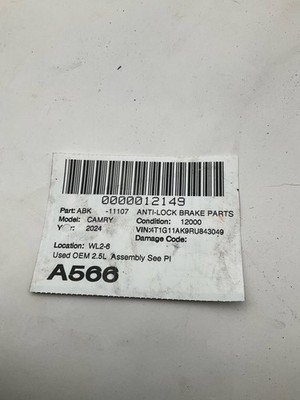 0000012149
Part: ABK -11107 ANTI-LOCK BRAKE PARTS
Model: CAMRY Condition: 12000
Year: 2024 VIN:4T1G11AK9RU843049
Damage Code:
Location: WL2-6
Used OEM 2.5L Assembly See PI
A566